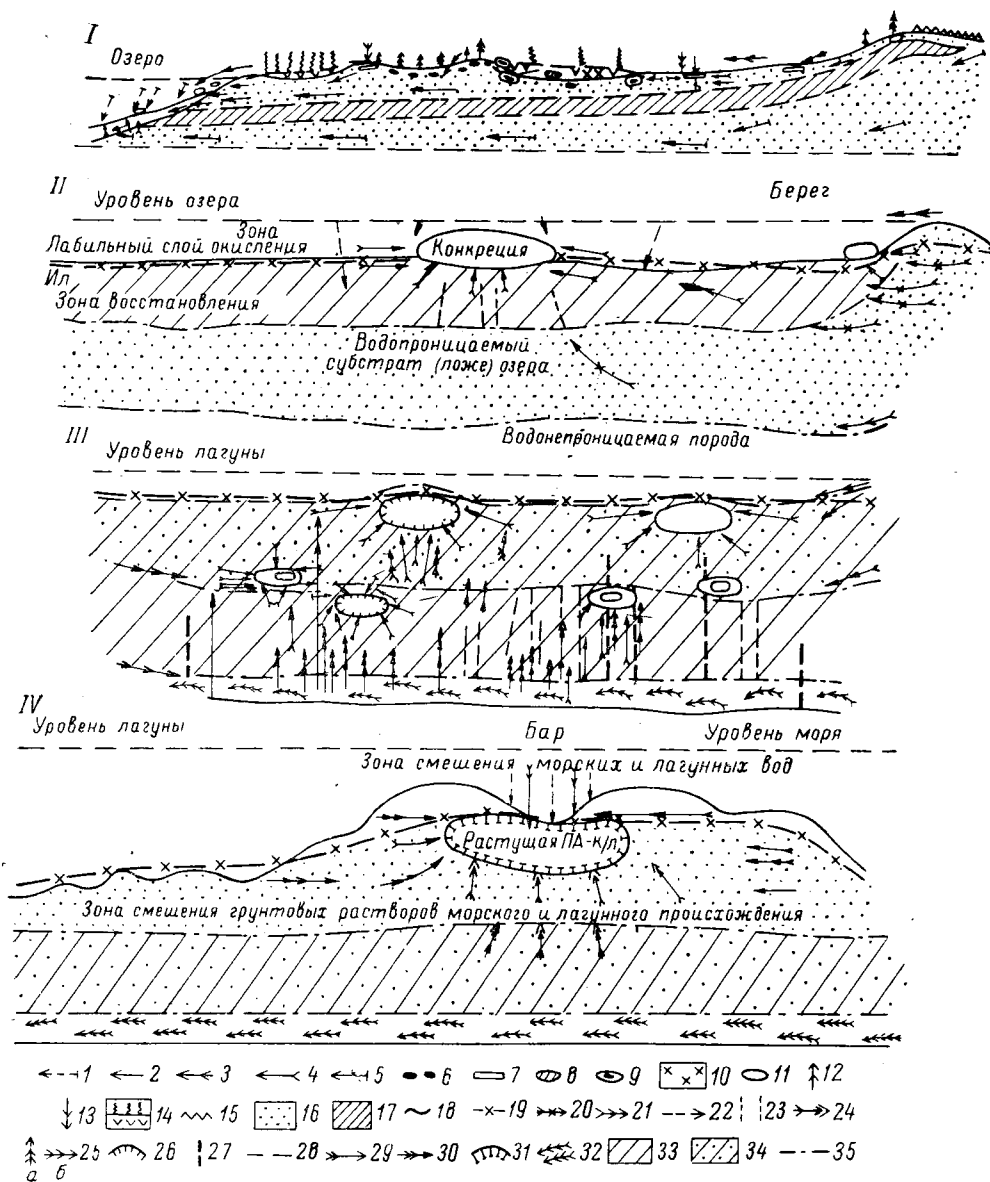 I
Озеро
т т т
II
Уровень озера
Берег
Зона
Лабильный слой окисления
Конкреция
Ил
Зона восстановления
Водопроницаемый
субстрат (ложе) озера
III
Водонепроницаемая порода
Уровень лагуны
IV
Уровень лагуны
Бар
Уровень моря
Зона смешения морских и лагунных вод
Растущая ПА-к/л
Зона смешения грунтовых растворов морского и лагунного происхождения
1 2 3 4 5 6 7 8 9 10 11 12
13 14 15 16 17 18 19 20 21 22 23 24
25 26 27 28 29 30 31 32 33 34 35
а б